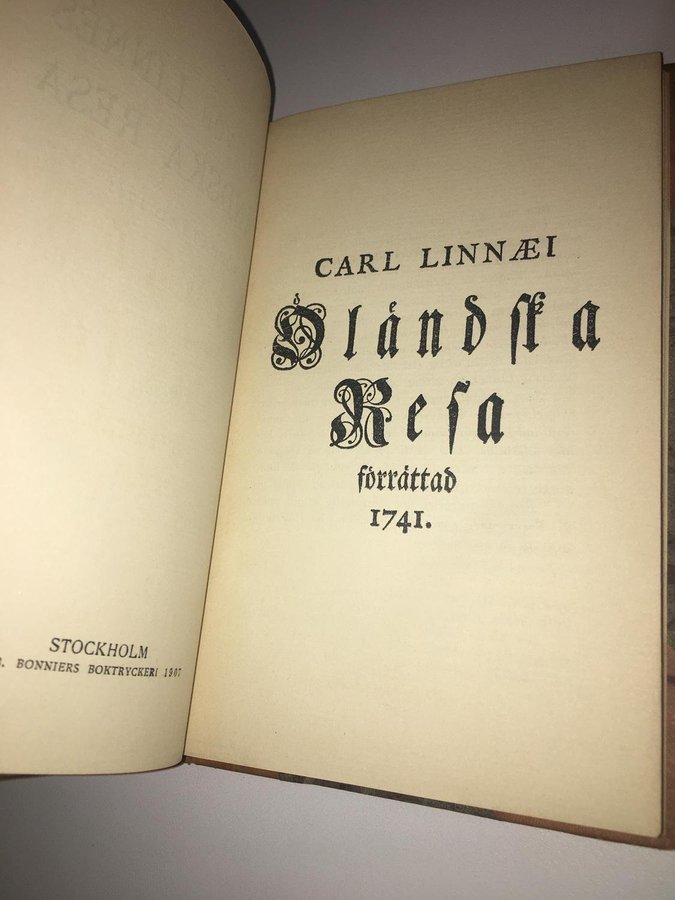 STOCKHOLM
BONNIERS BOKTRYCKERI 1907
CARL LINNÆI
Öländska
Resa
förrättad
1741.